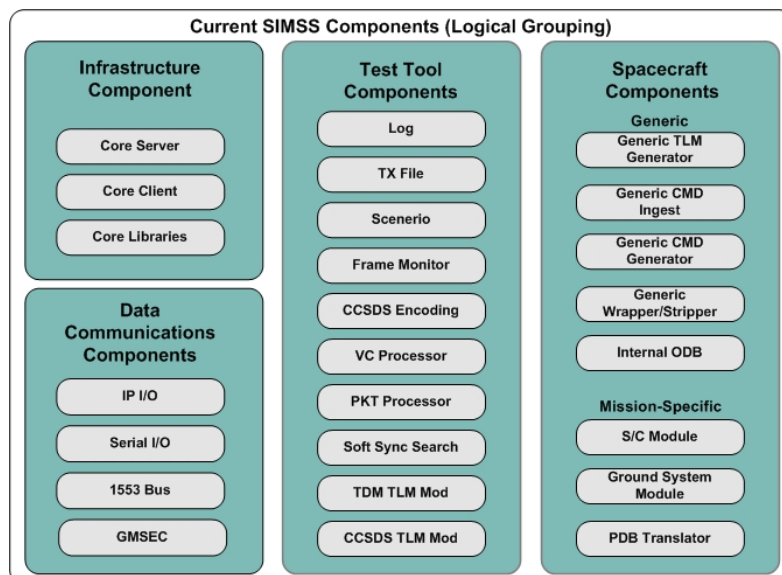 Current SIMSS Components (Logical Grouping)
Infrastructure
Component
Core Server
Core Client
Core Libraries
Data
Communications
Components
IP I/O
Serial I/O
1553 Bus
GMSEC
Test Tool
Components
Log
TX File
Scenerio
Frame Monitor
CCSDS Encoding
VC Processor
PKT Processor
Soft Sync Search
TDM TLM Mod
CCSDS TLM Mod
Spacecraft
Components
Generic
Generic TLM
Generator
Generic CMD
Ingest
Generic CMD
Generator
Generic
Wrapper/Stripper
Internal ODB
Mission-Specific
S/C Module
Ground System
Module
PDB Translator